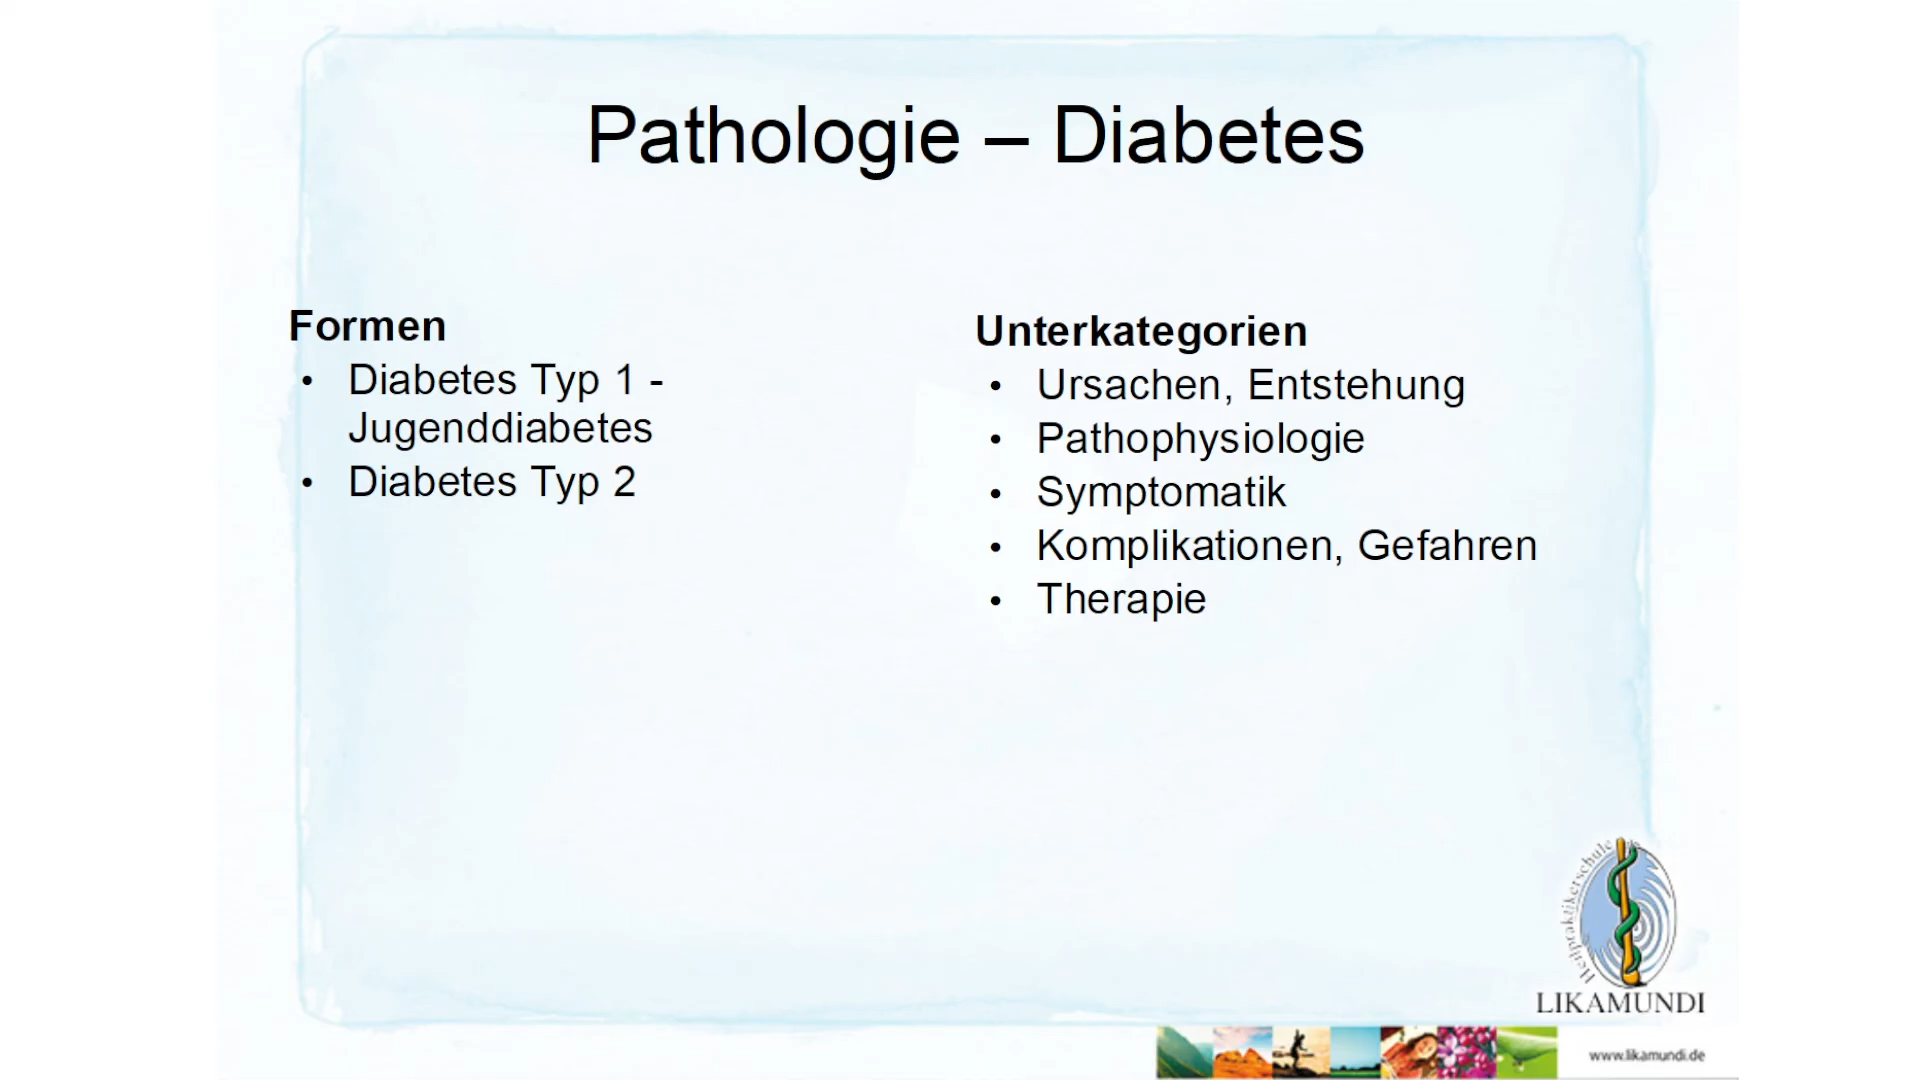 Pathologie – Diabetes
Formen
• Diabetes Typ 1 -
Jugenddiabetes
• Diabetes Typ 2
Unterkategorien
• Ursachen, Entstehung
• Pathophysiologie
• Symptomatik
• Komplikationen, Gefahren
• Therapie
Heilpraktikerschule
LIKAMUNDI
www.likamundi.de